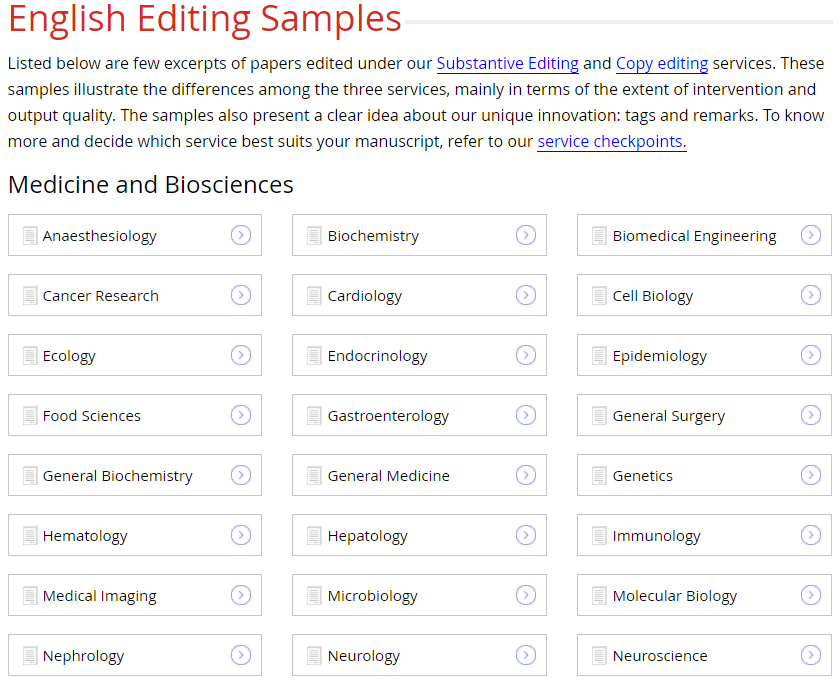 English Editing Samples
Listed below are few excerpts of papers edited under our Substantive Editing and Copy editing services. These
samples illustrate the differences among the three services, mainly in terms of the extent of intervention and
output quality. The samples also present a clear idea about our unique innovation: tags and remarks. To know
more and decide which service best suits your manuscript, refer to our service checkpoints.
Medicine and Biosciences
Anaesthesiology
Biochemistry
Biomedical Engineering
Cancer Research
Cardiology
Cell Biology
Ecology
Endocrinology
Epidemiology
Food Sciences
Gastroenterology
General Surgery
General Biochemistry
General Medicine
Genetics
Hematology
Hepatology
Immunology
Medical Imaging
Microbiology
Molecular Biology
Nephrology
Neurology
Neuroscience